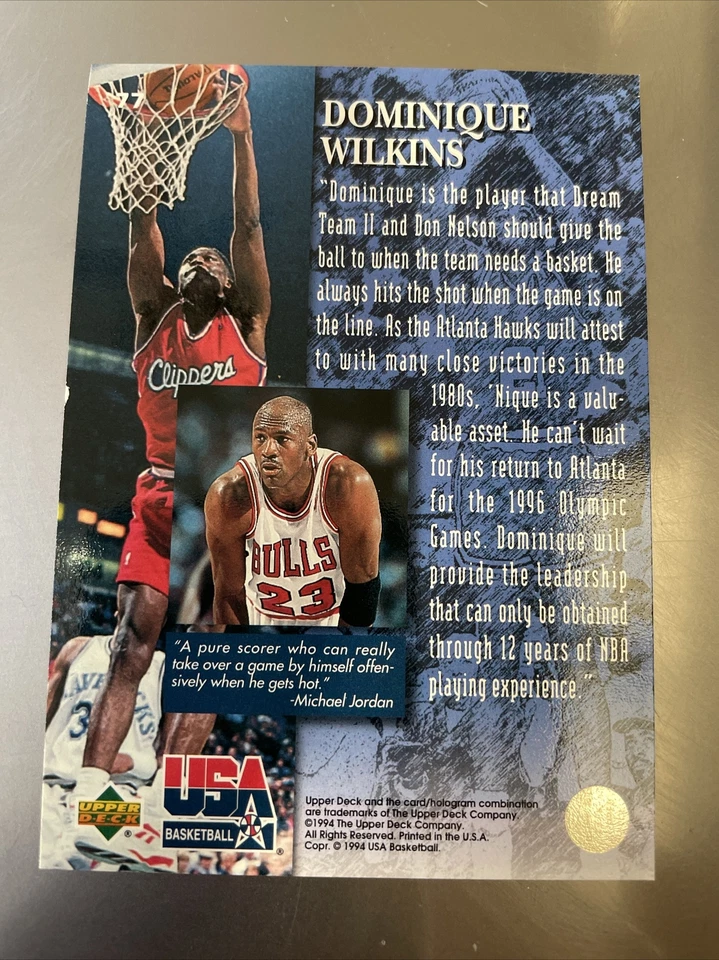 77
DOMINIQUE
WILKINS
"Dominique is the player that Dream
Team II and Don Nelson should give the
ball to when the team needs a basket. He
always hits the shot when the game is on
the line. As the Atlanta Hawks will attest
to with many close victories in the
1980s, 'Nique is a valu-
able asset. He can't wait
for his return to Atlanta
for the 1996 Olympic
Games. Dominique will
provide the leadership
that can only be obtained
through 12 years of NBA
playing experience."
Clippers
BULLS
23
"A pure scorer who can really
take over a game by himself offen-
sively when he gets hot."
-Michael Jordan
MAVERICKS
3
UPPER
DECK
®
USA
BASKETBALL
®
Upper Deck and the card/hologram combination
are trademarks of The Upper Deck Company.
©1994 The Upper Deck Company.
All Rights Reserved. Printed in the U.S.A.
Copr. © 1994 USA Basketball.